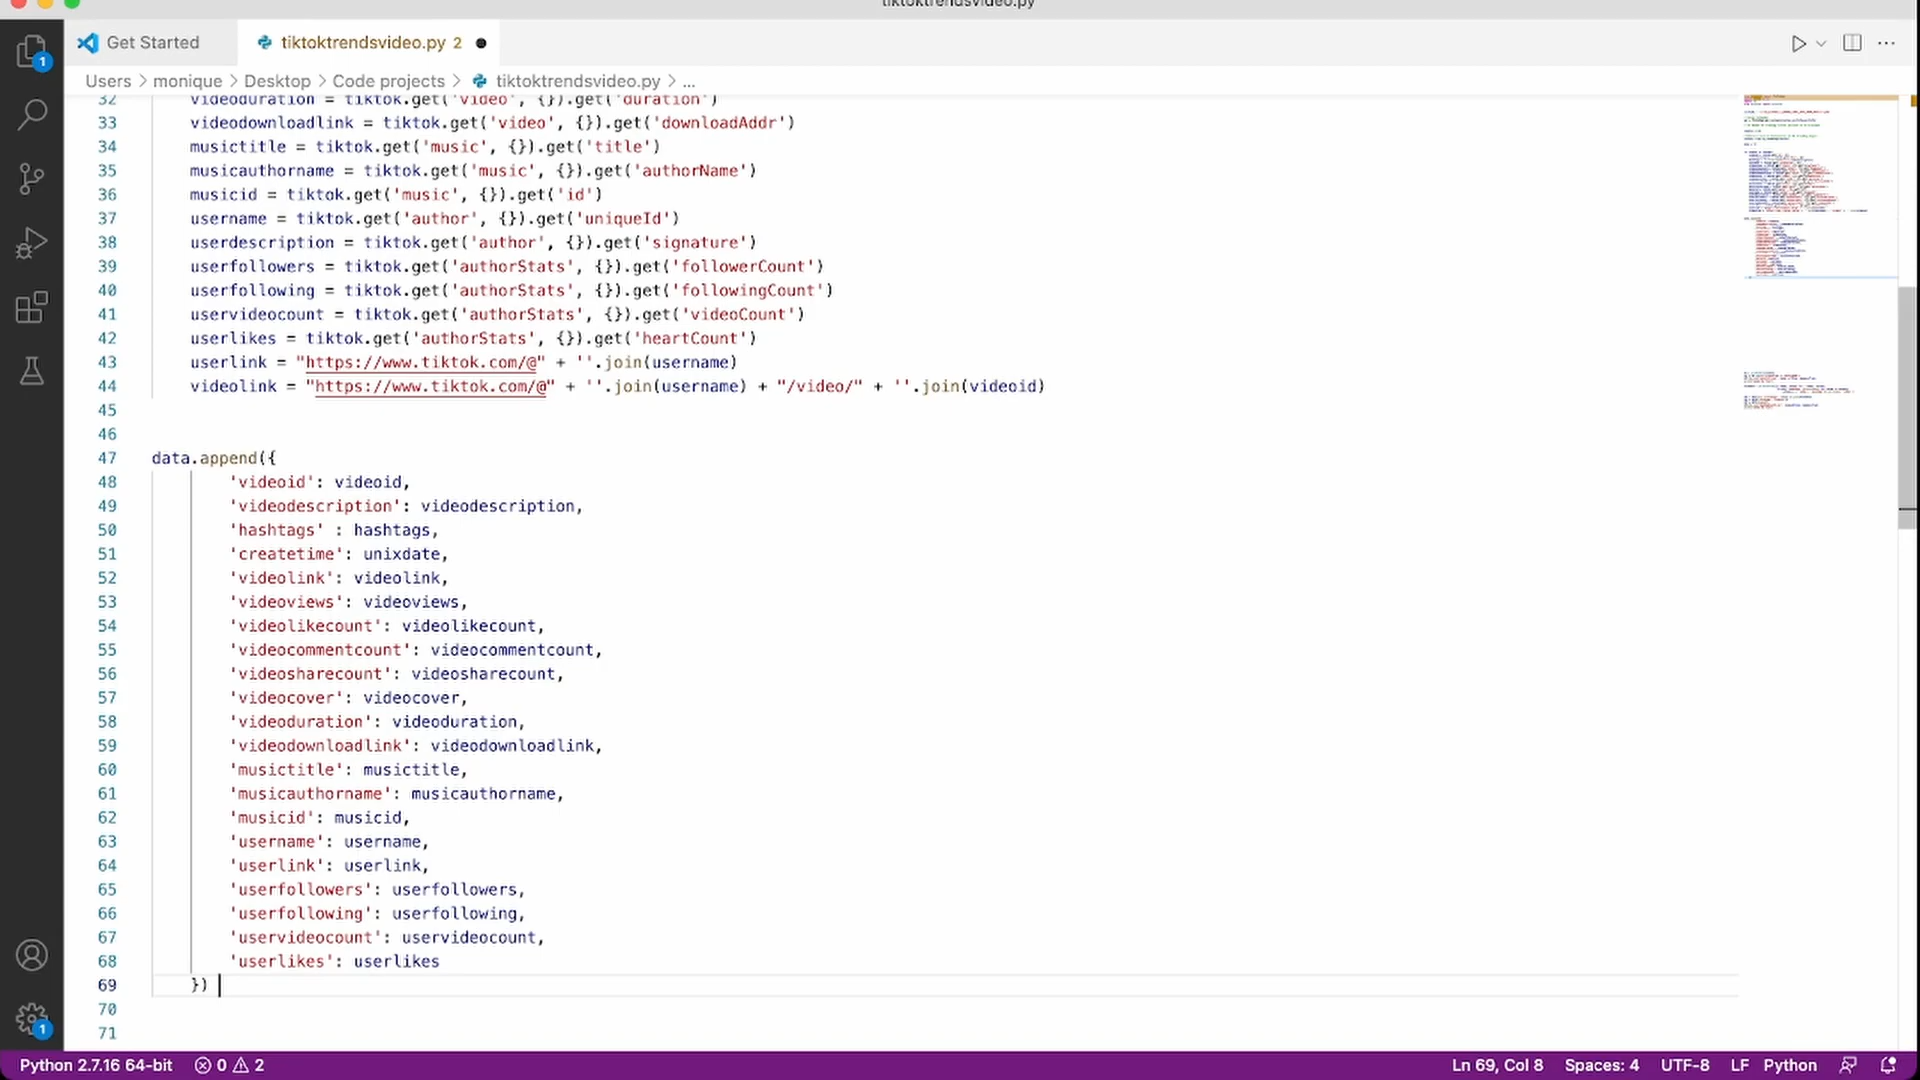 tiktoktrendsvideo.py
Get Started
tiktoktrendsvideo.py 2
Users > monique > Desktop > Code projects > tiktoktrendsvideo.py > ...
32 videoduration = tiktok.get('video', {}).get('duration')
33 videodownloadlink = tiktok.get('video', {}).get('downloadAddr')
34 musictitle = tiktok.get('music', {}).get('title')
35 musicauthorname = tiktok.get('music', {}).get('authorName')
36 musicid = tiktok.get('music', {}).get('id')
37 username = tiktok.get('author', {}).get('uniqueId')
38 userdescription = tiktok.get('author', {}).get('signature')
39 userfollowers = tiktok.get('authorStats', {}).get('followerCount')
40 userfollowing = tiktok.get('authorStats', {}).get('followingCount')
41 uservideocount = tiktok.get('authorStats', {}).get('videoCount')
42 userlikes = tiktok.get('authorStats', {}).get('heartCount')
43 userlink = "https://www.tiktok.com/@" + ''.join(username)
44 videolink = "https://www.tiktok.com/@" + ''.join(username) + "/video/" + ''.join(videoid)
45
46
47 data.append({
48 'videoid': videoid,
49 'videodescription': videodescription,
50 'hashtags' : hashtags,
51 'createtime': unixdate,
52 'videolink': videolink,
53 'videoviews': videoviews,
54 'videolikecount': videolikecount,
55 'videocommentcount': videocommentcount,
56 'videosharecount': videosharecount,
57 'videocover': videocover,
58 'videoduration': videoduration,
59 'videodownloadlink': videodownloadlink,
60 'musictitle': musictitle,
61 'musicauthorname': musicauthorname,
62 'musicid': musicid,
63 'username': username,
64 'userlink': userlink,
65 'userfollowers': userfollowers,
66 'userfollowing': userfollowing,
67 'uservideocount': uservideocount,
68 'userlikes': userlikes
69 })
70
71
1
1
Python 2.7.16 64-bit 0 2 Ln 69, Col 8 Spaces: 4 UTF-8 LF Python